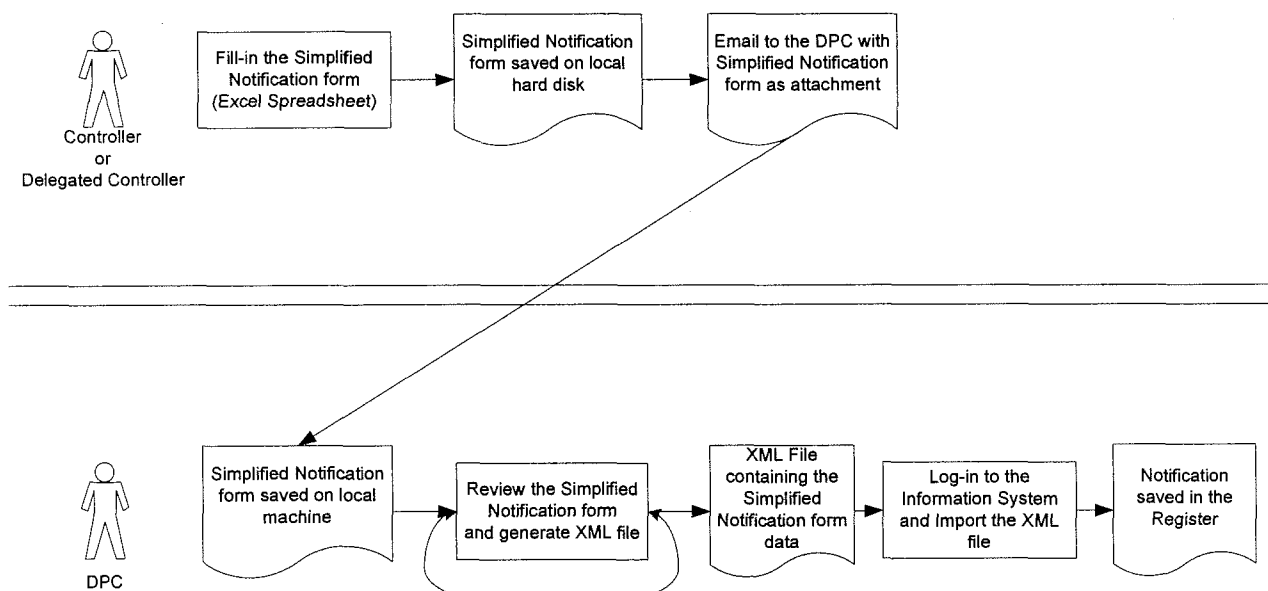 Controller
or
Delegated Controller
Fill-in the Simplified
Notification form
(Excel Spreadsheet)
Simplified Notification
form saved on local
hard disk
Email to the DPC with
Simplified Notification
form as attachment
DPC
Simplified Notification
form saved on local
machine
Review the Simplified
Notification form
and generate XML file
XML File
containing the
Simplified
Notification form
data
Log-in to the
Information System
and Import the XML
file
Notification
saved in the
Register